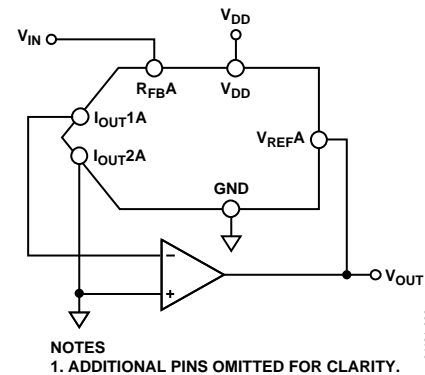 VDD
VIN
RFBA
VDD
IOUT1A
VREFA
IOUT2A
GND
−
+
VOUT
NOTES
1. ADDITIONAL PINS OMITTED FOR CLARITY.